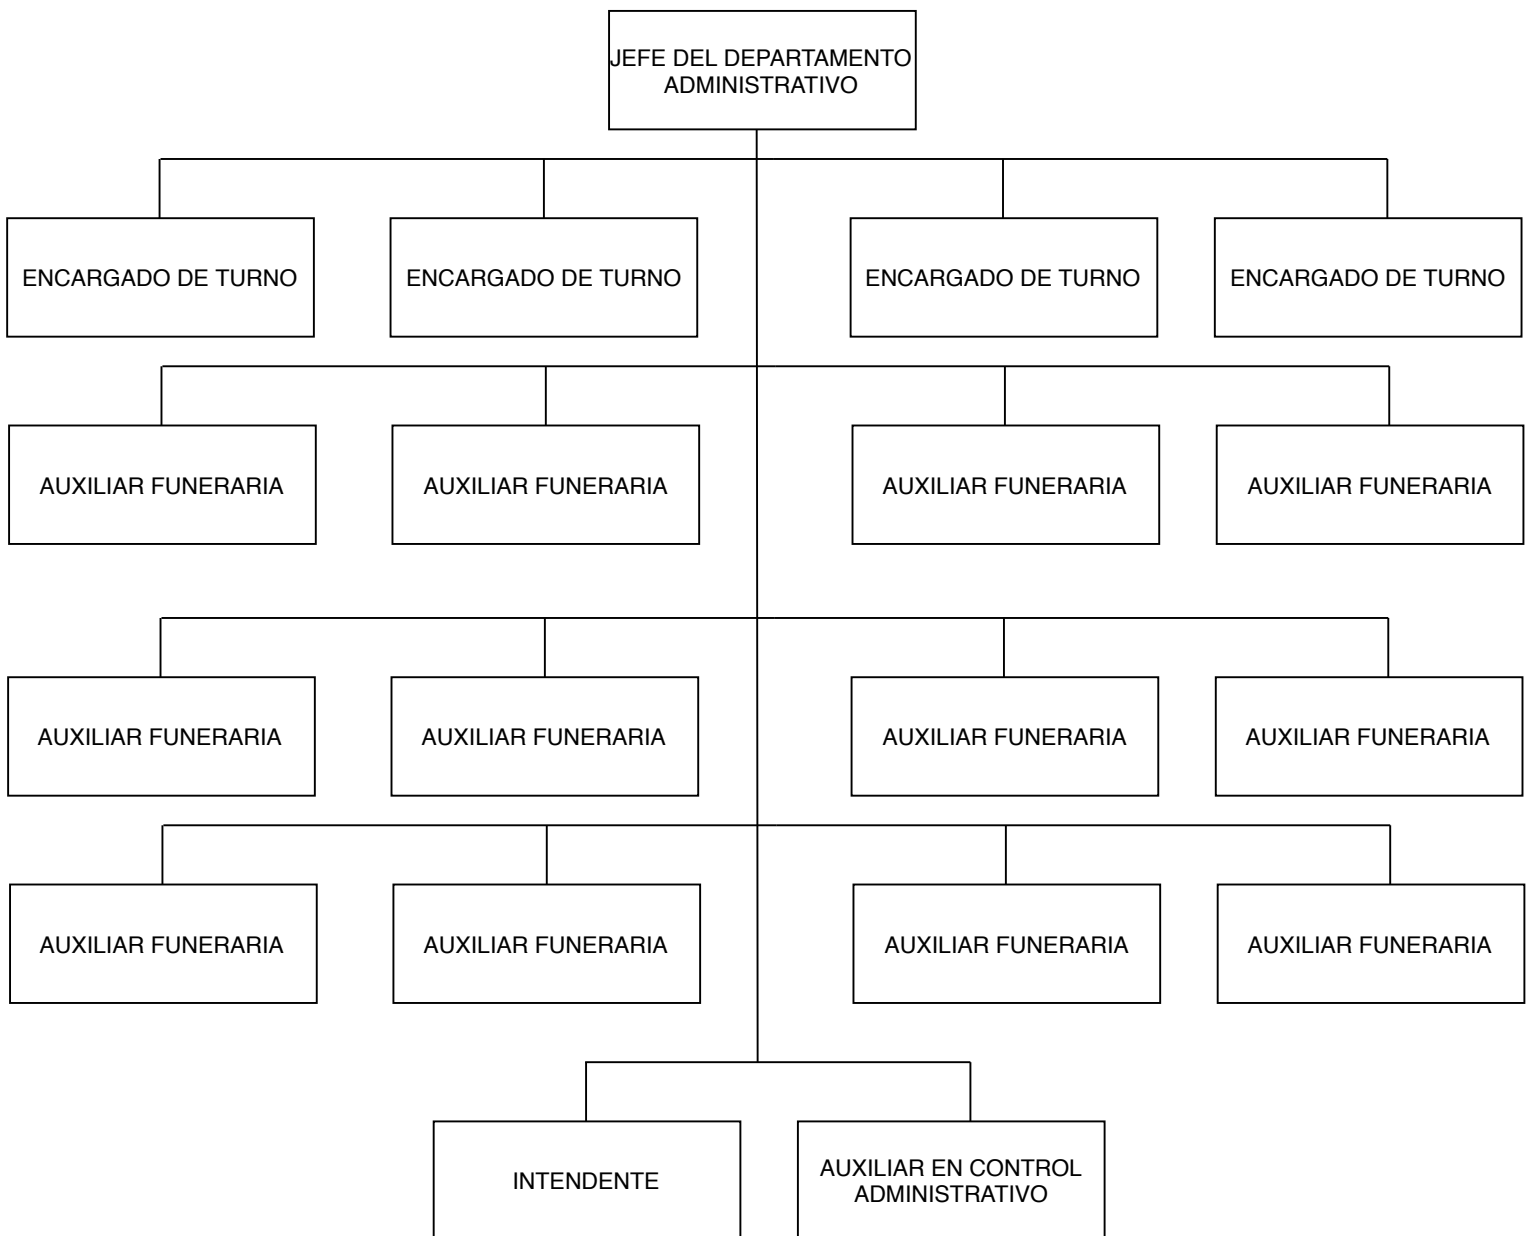 JEFE DEL DEPARTAMENTO
ADMINISTRATIVO
ENCARGADO DE TURNO
ENCARGADO DE TURNO
ENCARGADO DE TURNO
ENCARGADO DE TURNO
AUXILIAR FUNERARIA
AUXILIAR FUNERARIA
AUXILIAR FUNERARIA
AUXILIAR FUNERARIA
AUXILIAR FUNERARIA
AUXILIAR FUNERARIA
AUXILIAR FUNERARIA
AUXILIAR FUNERARIA
AUXILIAR FUNERARIA
AUXILIAR FUNERARIA
AUXILIAR FUNERARIA
AUXILIAR FUNERARIA
INTENDENTE
AUXILIAR EN CONTROL
ADMINISTRATIVO